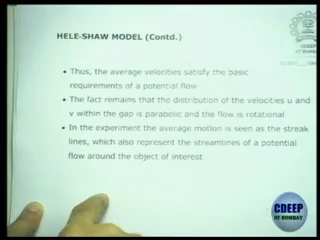 HELE-SHAW MODEL (Contd.)
CDEEP
IIT BOMBAY
• Thus, the average velocities satisfy the basic
requirements of a potential flow
• The fact remains that the distribution of the velocities u and
v within the gap is parabolic and the flow is rotational
• In the experiment the average motion is seen as the streak
lines, which also represent the streamlines of a potential
flow around the object of interest
CDEEP
IIT BOMBAY